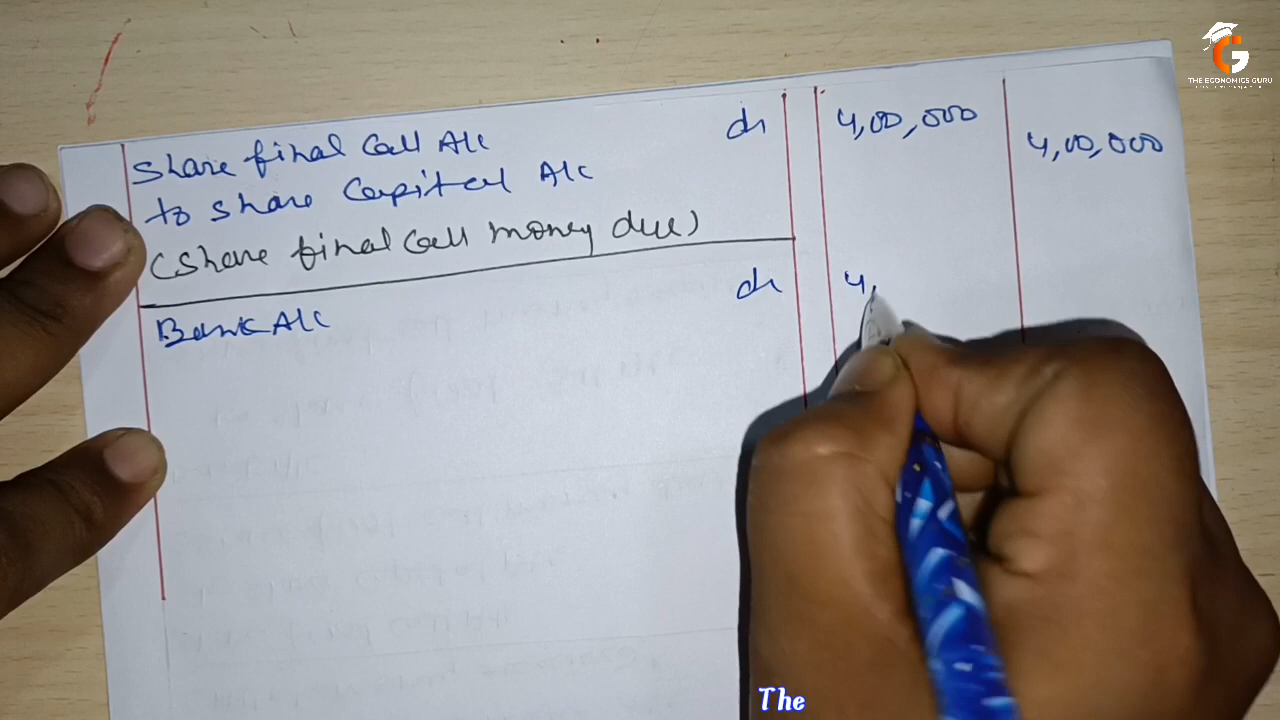 Share final Call A/c dr 4,00,000
to Share Capital A/c 4,00,000
(Share final Call money due)
Bank A/c dr 4,
The
THE ECONOMICS GURU